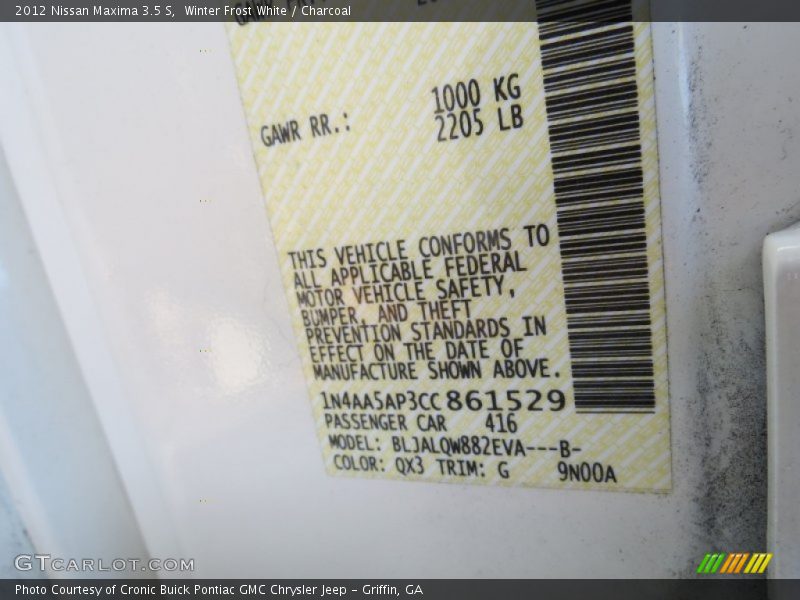 2012 Nissan Maxima 3.5 S, Winter Frost White / Charcoal
GAWR RR.: 1000 KG
2205 LB
THIS VEHICLE CONFORMS TO
ALL APPLICABLE FEDERAL
MOTOR VEHICLE SAFETY,
BUMPER, AND THEFT
PREVENTION STANDARDS IN
EFFECT ON THE DATE OF
MANUFACTURE SHOWN ABOVE.
1N4AA5AP3CC861529
PASSENGER CAR 416
MODEL: BLJALQW882EVA---B-
COLOR: QX3 TRIM: G 9N00A
GTCARLOT.COM
Photo Courtesy of Cronic Buick Pontiac GMC Chrysler Jeep - Griffin, GA